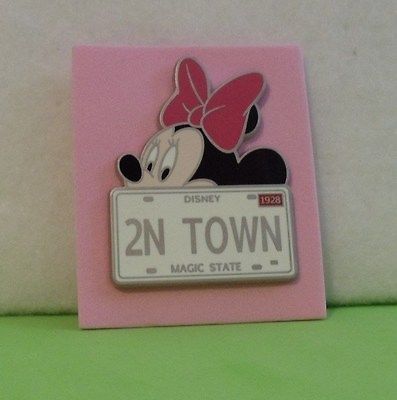 DISNEY 1928
2N TOWN
MAGIC STATE